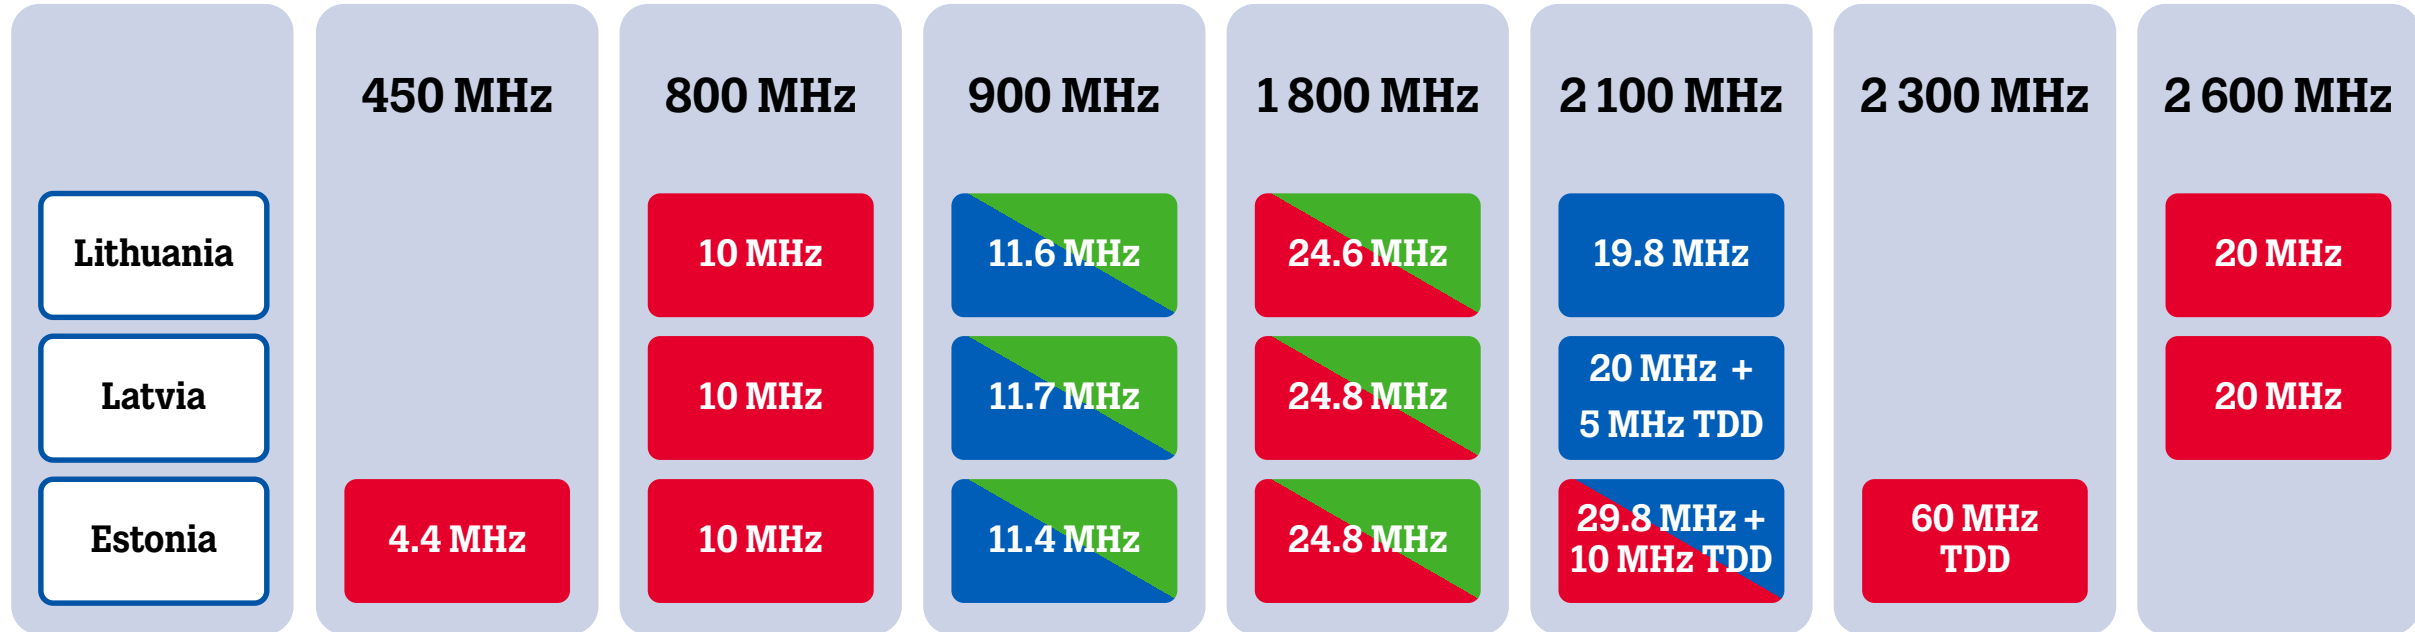 450 MHz 800 MHz 900 MHz 1 800 MHz 2 100 MHz 2 300 MHz 2 600 MHz
Lithuania 10 MHz 11.6 MHz 24.6 MHz 19.8 MHz 20 MHz
Latvia 10 MHz 11.7 MHz 24.8 MHz 20 MHz + 20 MHz
5 MHz TDD
Estonia 4.4 MHz 10 MHz 11.4 MHz 24.8 MHz 29.8 MHz + 60 MHz
10 MHz TDD TDD